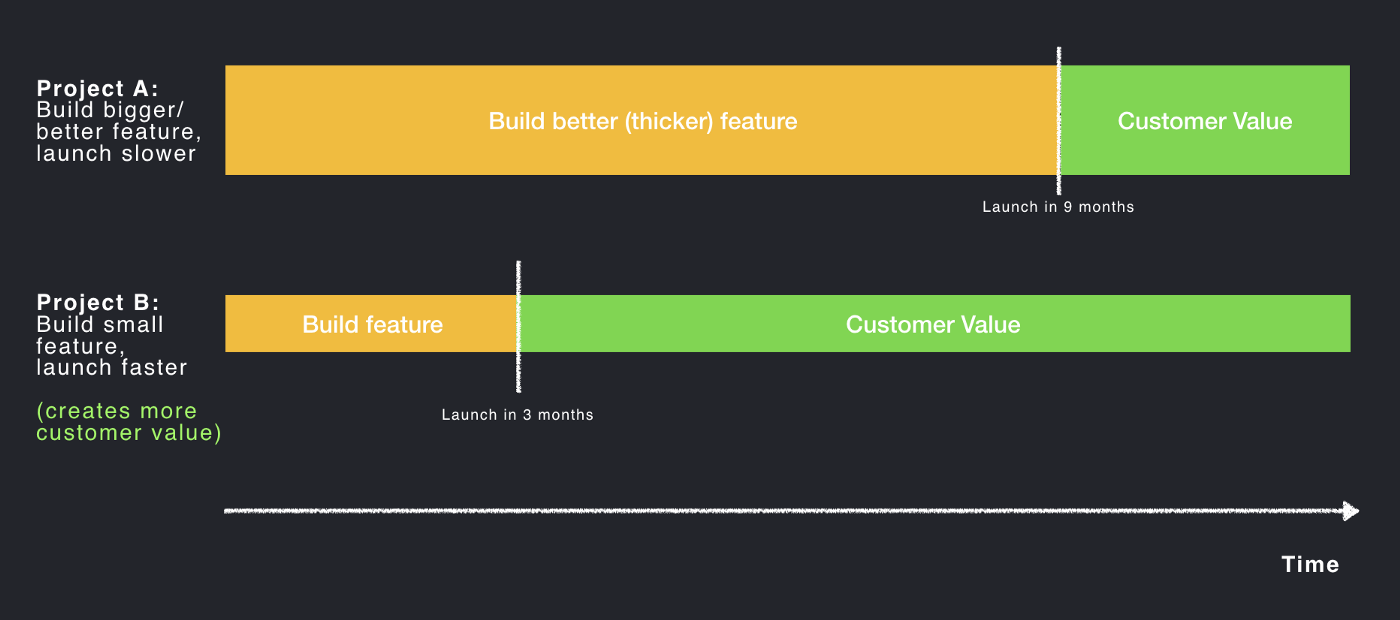 Project A:
Build bigger/
better feature,
launch slower
Build better (thicker) feature
Customer Value
Launch in 9 months
Project B:
Build small
feature,
launch faster
(creates more
customer value)
Build feature
Customer Value
Launch in 3 months
Time